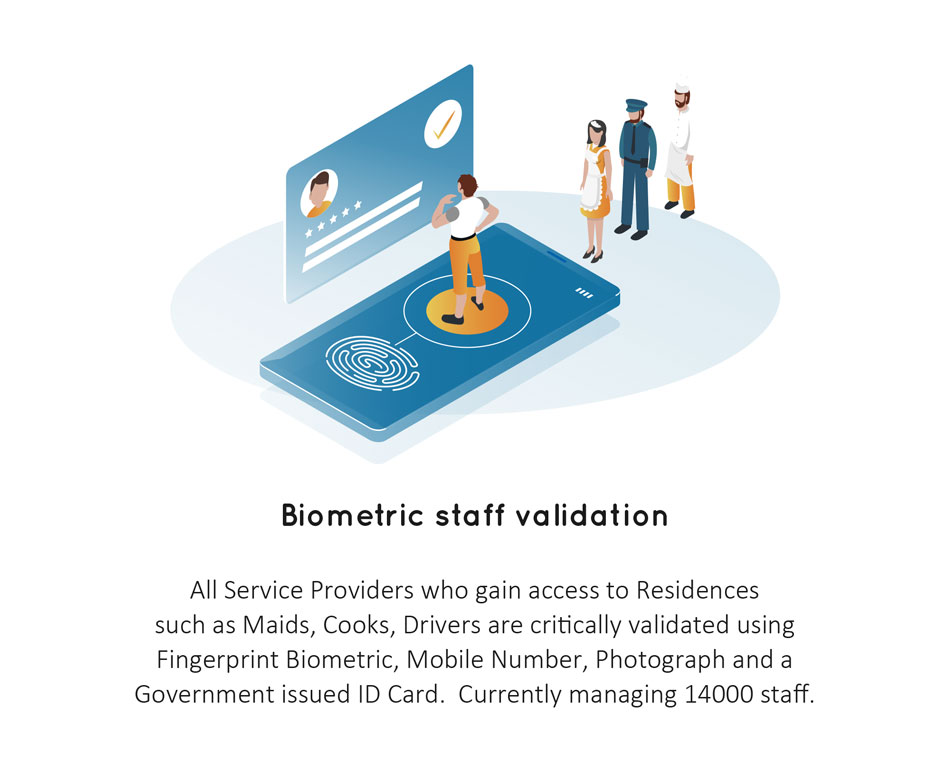 Biometric staff validation
All Service Providers who gain access to Residences
such as Maids, Cooks, Drivers are critically validated using
Fingerprint Biometric, Mobile Number, Photograph and a
Government issued ID Card.  Currently managing 14000 staff.